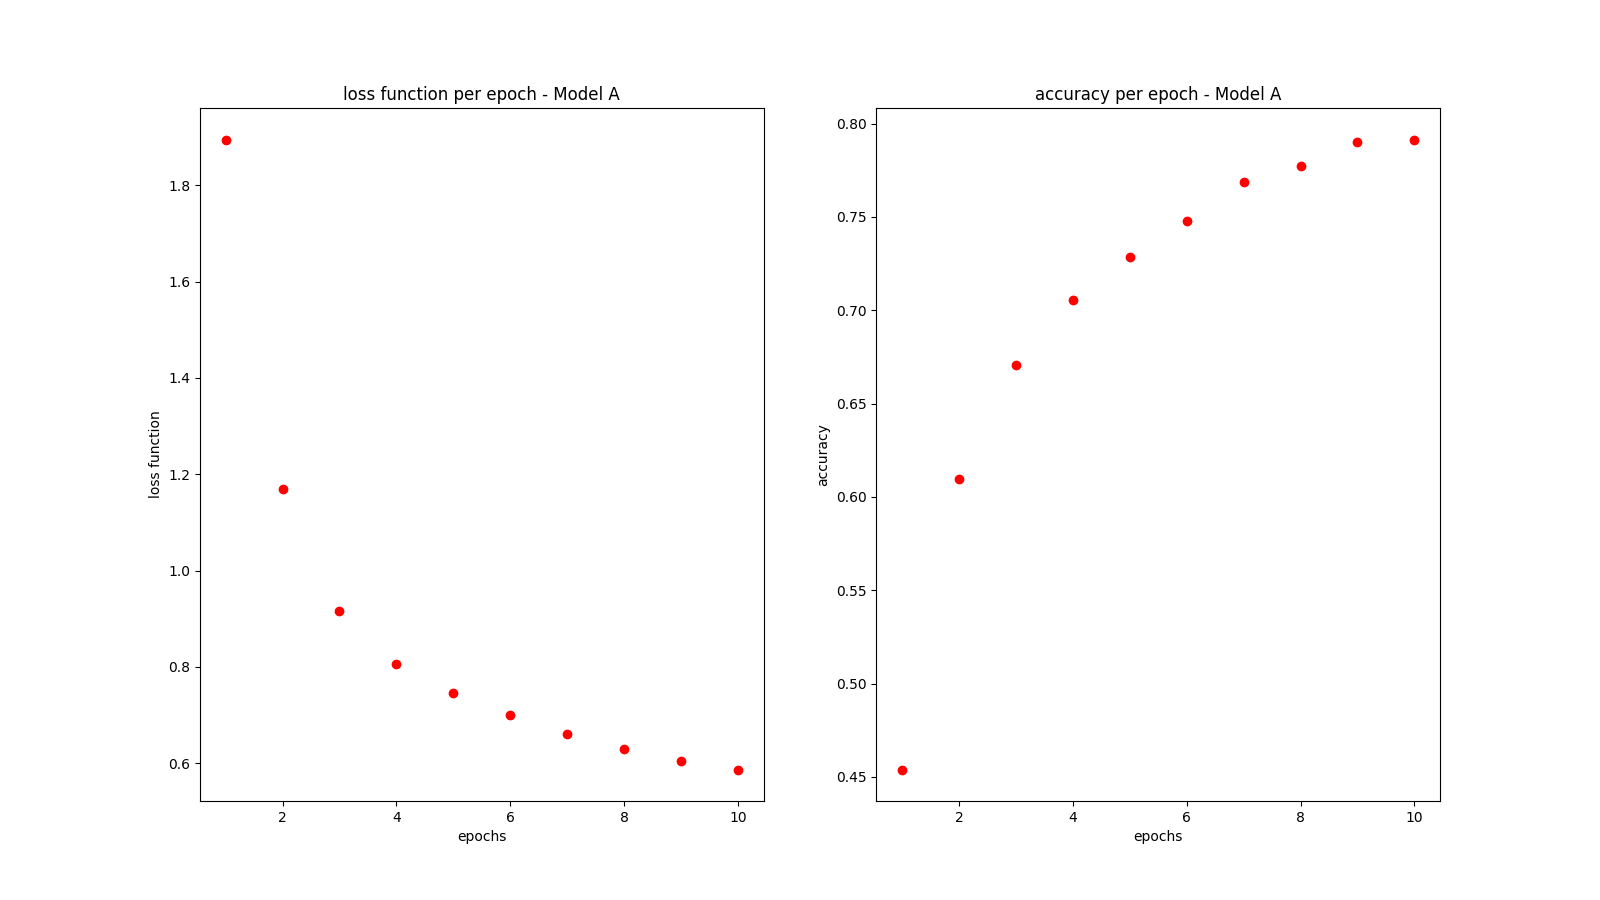 loss function per epoch - Model A
1.8
1.6
1.4
1.2
1.0
0.8
0.6
loss function
2 4 6 8 10
epochs
accuracy per epoch - Model A
0.80
0.75
0.70
0.65
0.60
0.55
0.50
0.45
accuracy
2 4 6 8 10
epochs